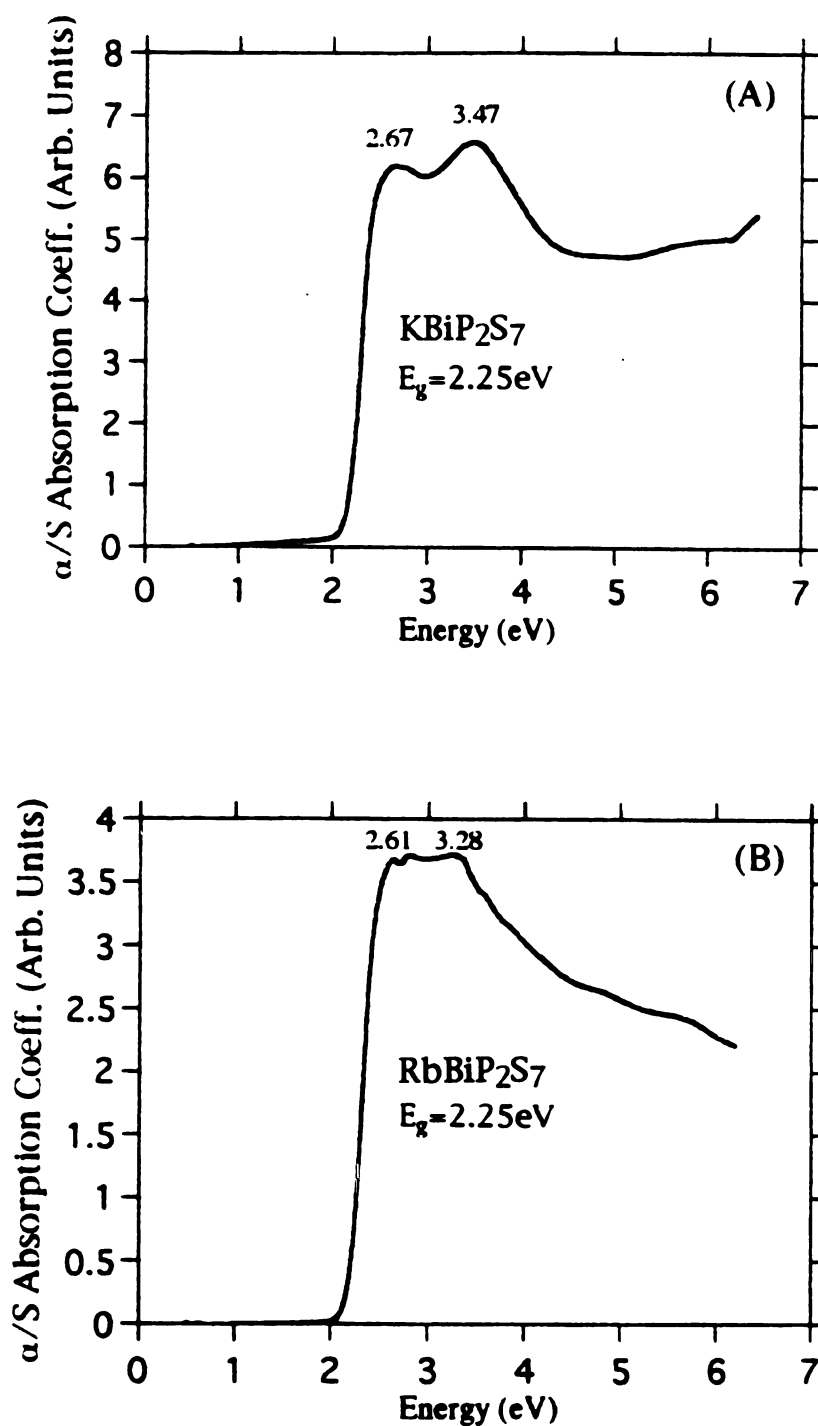 8
7
6
5
4
3
2
1
0
α/S Absorption Coeff. (Arb. Units)
(A)
2.67
3.47
KBiP₂S₇
E_g=2.25eV
0 1 2 3 4 5 6 7
Energy (eV)
4
3.5
3
2.5
2
1.5
1
0.5
0
α/S Absorption Coeff. (Arb. Units)
(B)
2.61 3.28
RbBiP₂S₇
E_g=2.25eV
0 1 2 3 4 5 6 7
Energy (eV)